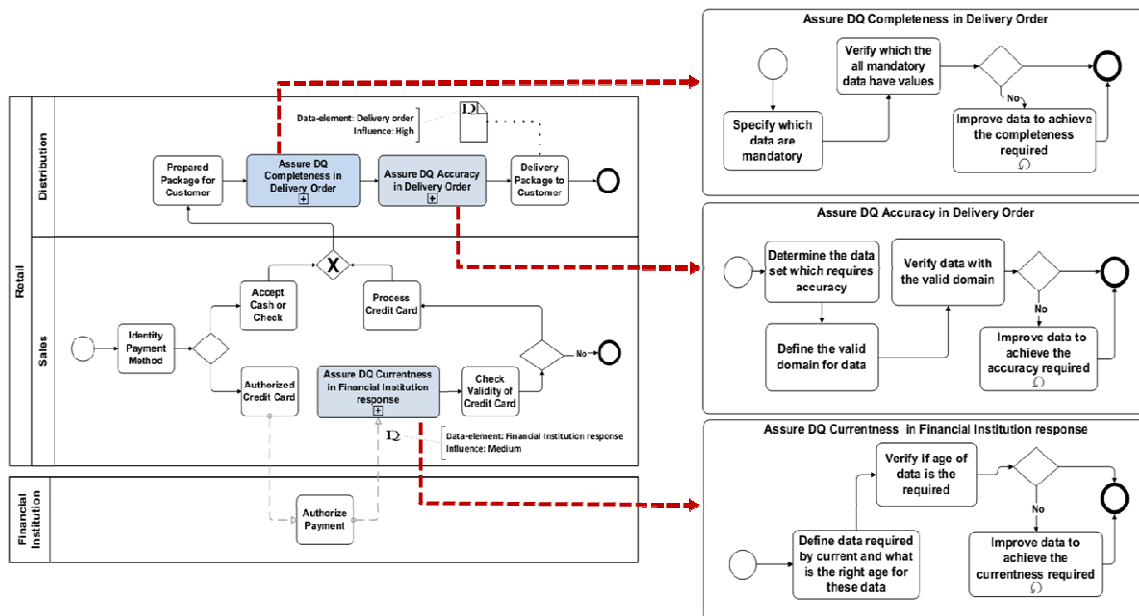 Assure DQ Completeness in Delivery Order
Verify which the
all mandatory
data have values
Specify which
data are
mandatory
No
Improve data to achieve
the completeness
required
Retail
Distribution
Data-element: Delivery order
Influence: High
D
Prepared
Package for
Customer
Assure DQ
Completeness in
Delivery Order
Assure DQ Accuracy
in Delivery Order
Delivery
Package to
Customer
Sales
X
Accept
Cash or
Check
Process
Credit Card
Identity
Payment
Method
Authorized
Credit Card
Assure DQ Currentness
in Financial Institution
response
Check
Validity of
Credit Card
No
Data-element: Financial Institution response
Influence: Medium
Financial
Institution
Authorize
Payment
Assure DQ Accuracy in Delivery Order
Determine the data
set which requires
accuracy
Verify data with
the valid domain
Define the valid
domain for data
No
Improve data to
achieve the
accuracy required
Assure DQ Currentness in Financial Institution response
Verify if age of
data is the
required
Define data required
by current and what
is the right age for
these data
No
Improve data to
achieve the
currentness required